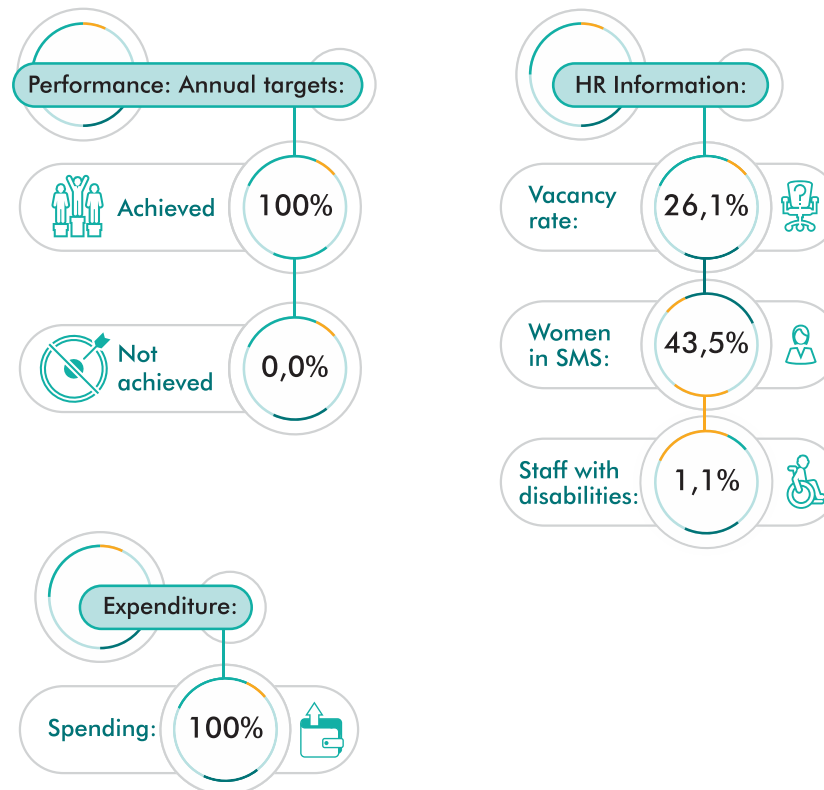 Performance: Annual targets:
Achieved
100%
Not
achieved
0,0%
HR Information:
Vacancy
rate:
26,1%
?
Women
in SMS:
43,5%
Staff with
disabilities:
1,1%
Expenditure:
Spending:
100%